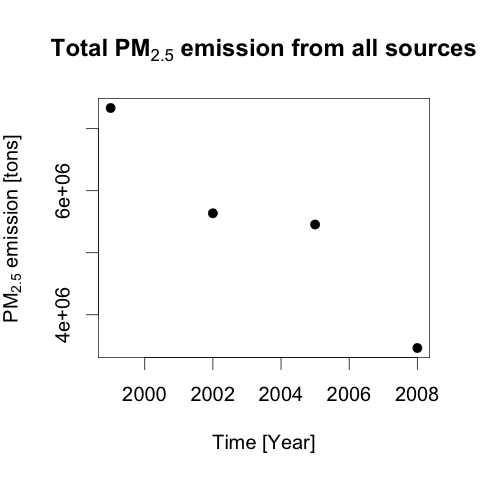 Total PM2.5 emission from all sources
PM2.5 emission [tons]
6e+06
4e+06
2000 2002 2004 2006 2008
Time [Year]